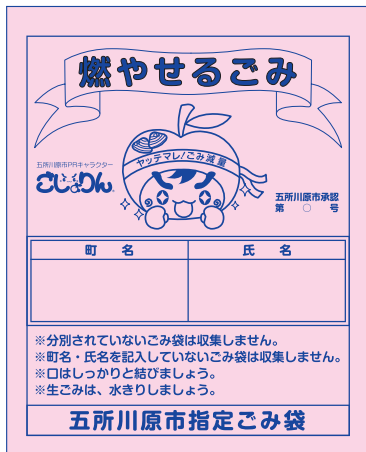 燃やせるごみ
ヤッテマレ!ごみ減量
五所川原市PRキャラクター
ごしょりん
五所川原市承認
第 ○ 号
町 名 氏 名
※分別されていないごみ袋は収集しません。
※町名・氏名を記入していないごみ袋は収集しません。
※口はしっかりと結びましょう。
※生ごみは、水きりしましょう。
五所川原市指定ごみ袋